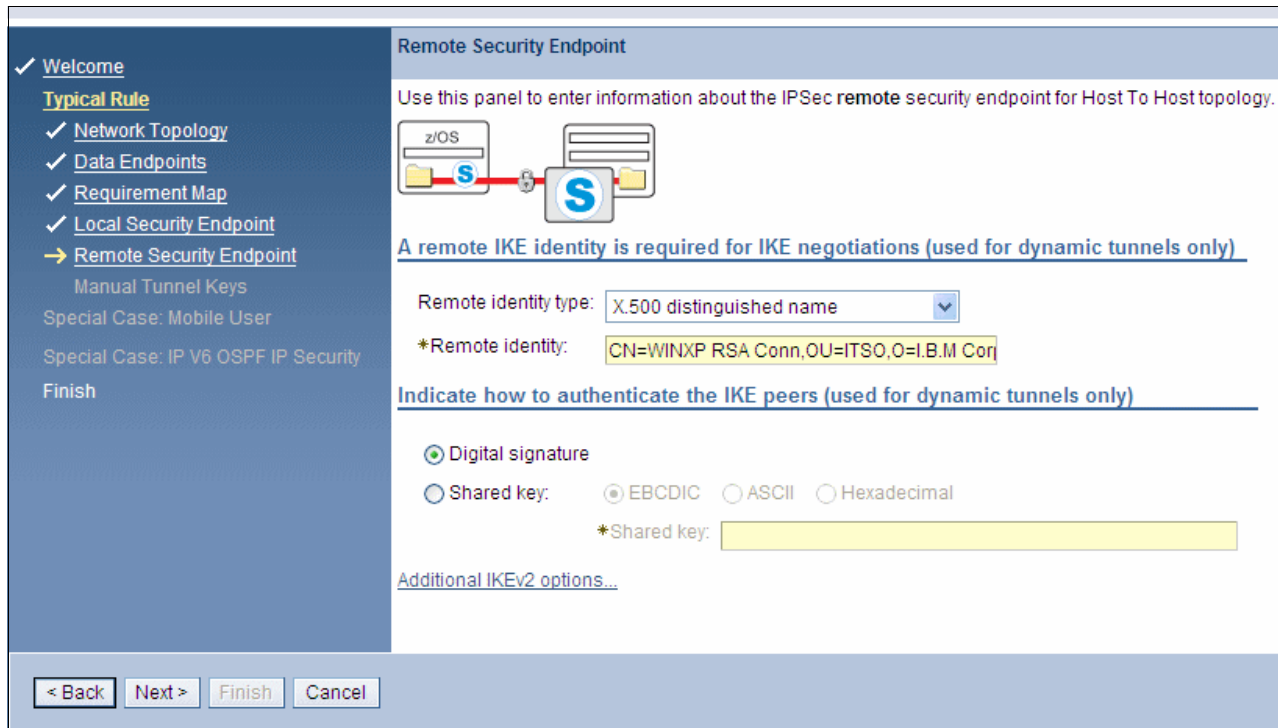 Welcome
Typical Rule
Network Topology
Data Endpoints
Requirement Map
Local Security Endpoint
Remote Security Endpoint
Manual Tunnel Keys
Special Case: Mobile User
Special Case: IP V6 OSPF IP Security
Finish
Remote Security Endpoint
Use this panel to enter information about the IPSec remote security endpoint for Host To Host topology.
z/OS
S
S
A remote IKE identity is required for IKE negotiations (used for dynamic tunnels only)
Remote identity type: X.500 distinguished name
*Remote identity: CN=WINXP RSA Conn,OU=ITSO,O=I.B.M Corp
Indicate how to authenticate the IKE peers (used for dynamic tunnels only)
Digital signature
Shared key: EBCDIC ASCII Hexadecimal
*Shared key:
Additional IKEv2 options...
< Back Next > Finish Cancel